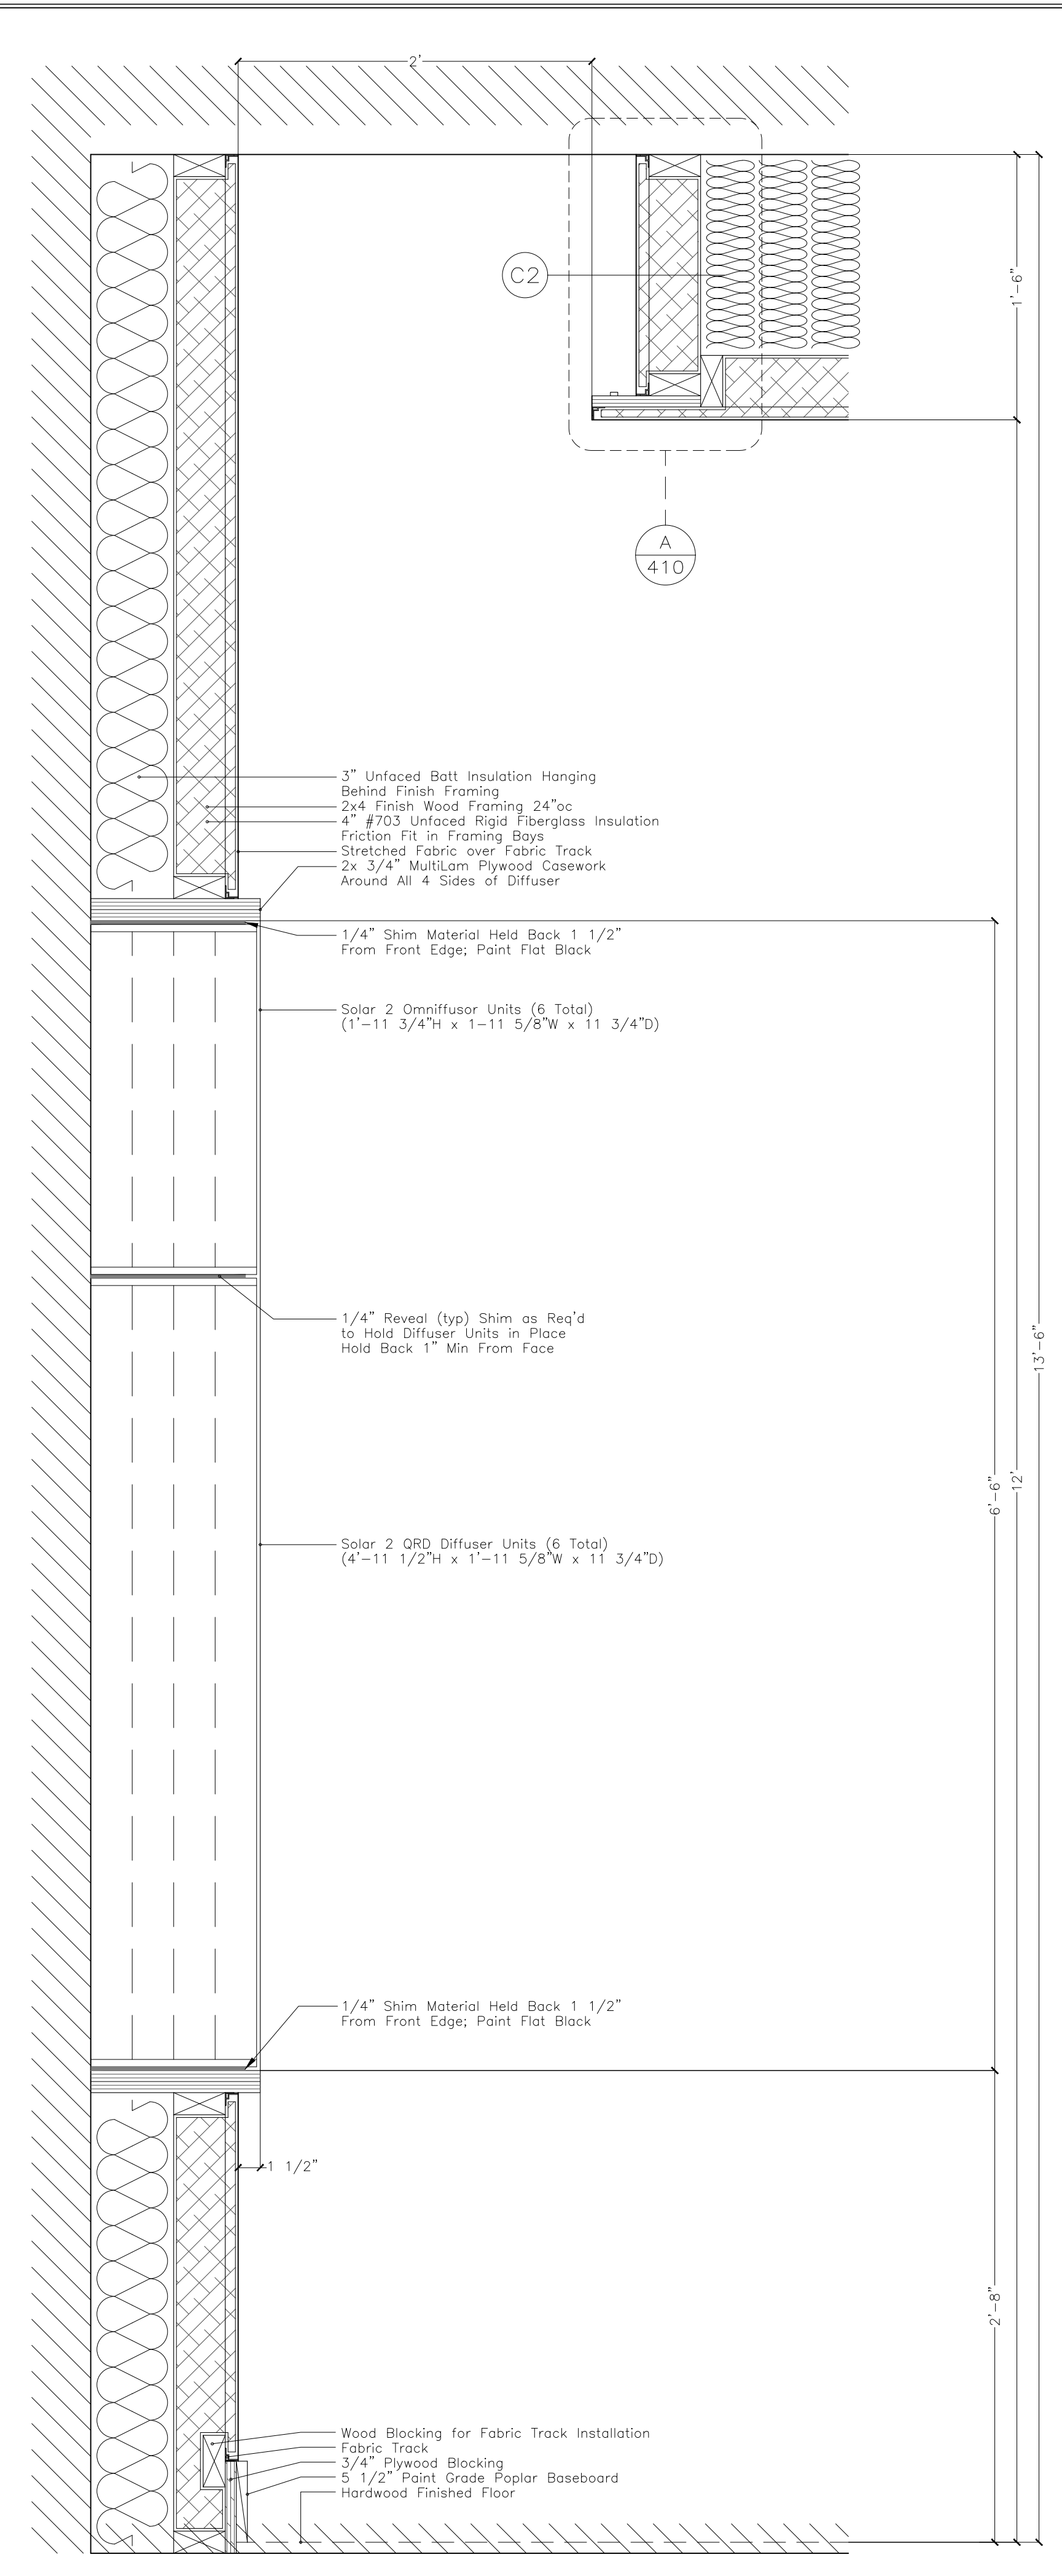 2'
C2
1'-6"
A
410
3" Unfaced Batt Insulation Hanging
Behind Finish Framing
2x4 Finish Wood Framing 24"oc
4" #703 Unfaced Rigid Fiberglass Insulation
Friction Fit in Framing Bays
Stretched Fabric over Fabric Track
2x 3/4" MultiLam Plywood Casework
Around All 4 Sides of Diffuser
1/4" Shim Material Held Back 1 1/2"
From Front Edge; Paint Flat Black
Solar 2 Omniffusor Units (6 Total)
(1'-11 3/4"H x 1-11 5/8"W x 11 3/4"D)
1/4" Reveal (typ) Shim as Req'd
to Hold Diffuser Units in Place
Hold Back 1" Min From Face
13'-6"
6'-6"
12'
Solar 2 QRD Diffuser Units (6 Total)
(4'-11 1/2"H x 1'-11 5/8"W x 11 3/4"D)
1/4" Shim Material Held Back 1 1/2"
From Front Edge; Paint Flat Black
1 1/2"
2'-8"
Wood Blocking for Fabric Track Installation
Fabric Track
3/4" Plywood Blocking
5 1/2" Paint Grade Poplar Baseboard
Hardwood Finished Floor